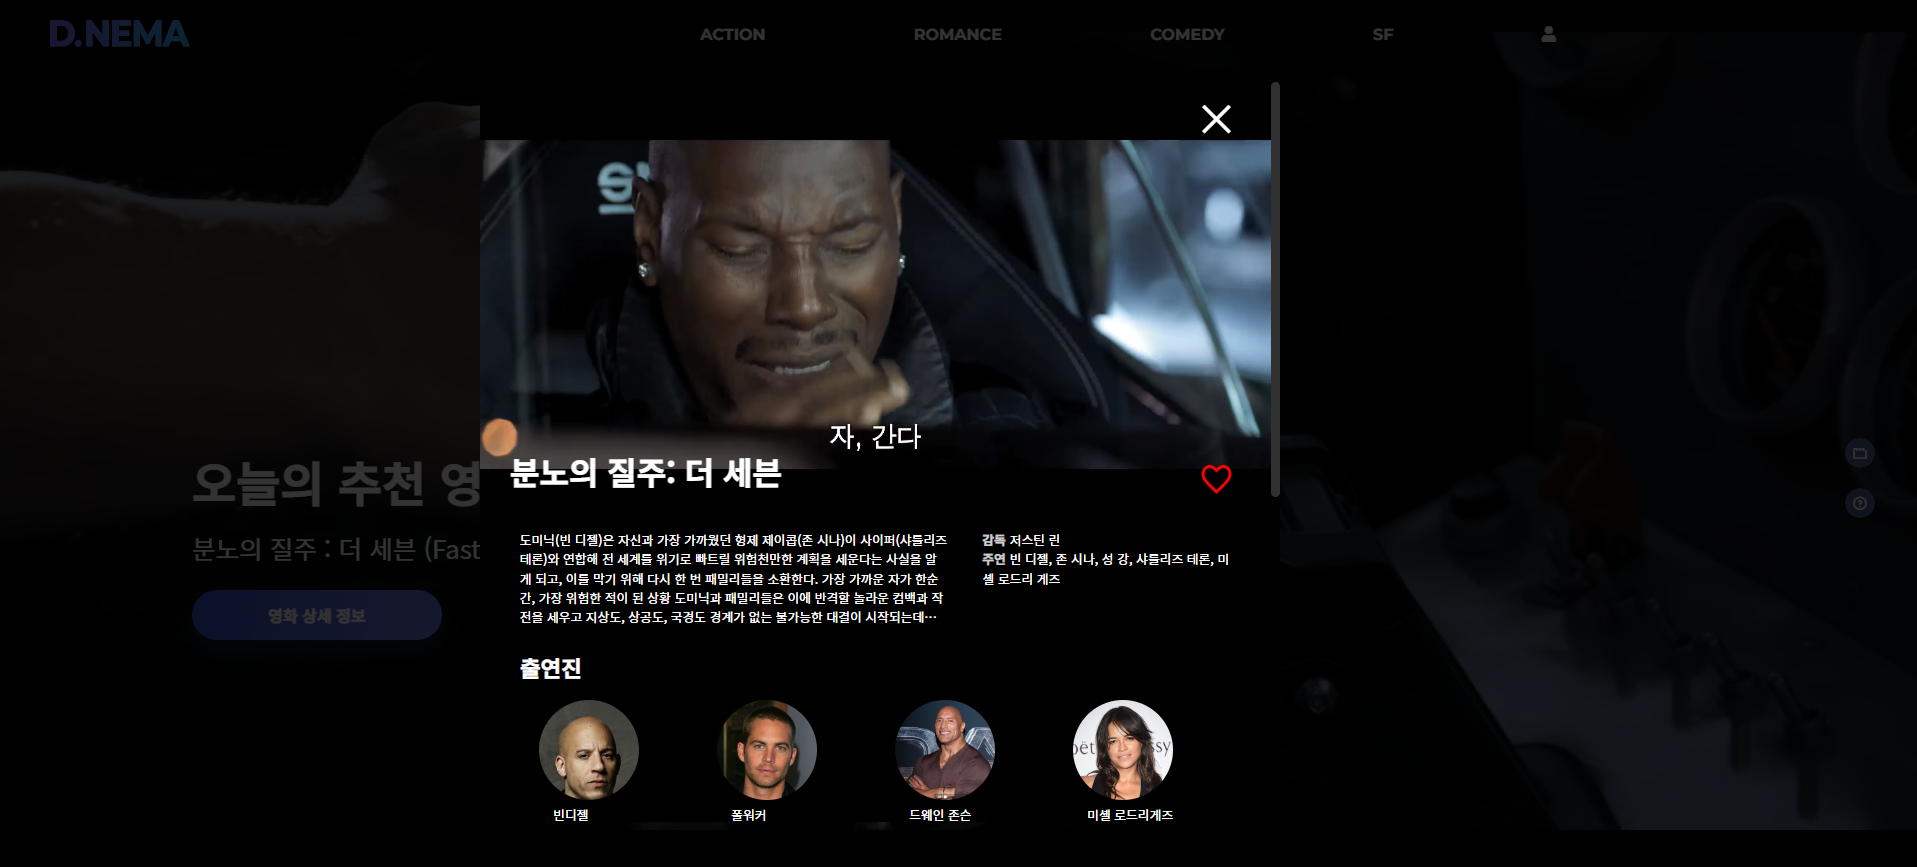 D.NEMA
ACTION
ROMANCE
COMEDY
SF
자, 간다
분노의 질주: 더 세븐
오늘의 추천 영
분노의 질주 : 더 세븐 (Fast
영화 상세 정보
도미닉(빈 디젤)은 자신과 가장 가까웠던 형제 제이콥(존 시나)이 사이퍼(샤를리즈
테론)와 연합해 전 세계를 위기로 빠트릴 위험천만한 계획을 세운다는 사실을 알
게 되고, 이를 막기 위해 다시 한 번 패밀리들을 소환한다. 가장 가까운 자가 한순
간, 가장 위험한 적이 된 상황 도미닉과 패밀리들은 이에 반격할 놀라운 컴백과 작
전을 세우고 지상도, 상공도, 국경도 경계가 없는 불가능한 대결이 시작되는데…
감독 저스틴 린
주연 빈 디젤, 존 시나, 성 강, 샤를리즈 테론, 미
셸 로드리 게즈
출연진
빈디젤
폴워커
드웨인 존슨
미셸 로드리게즈